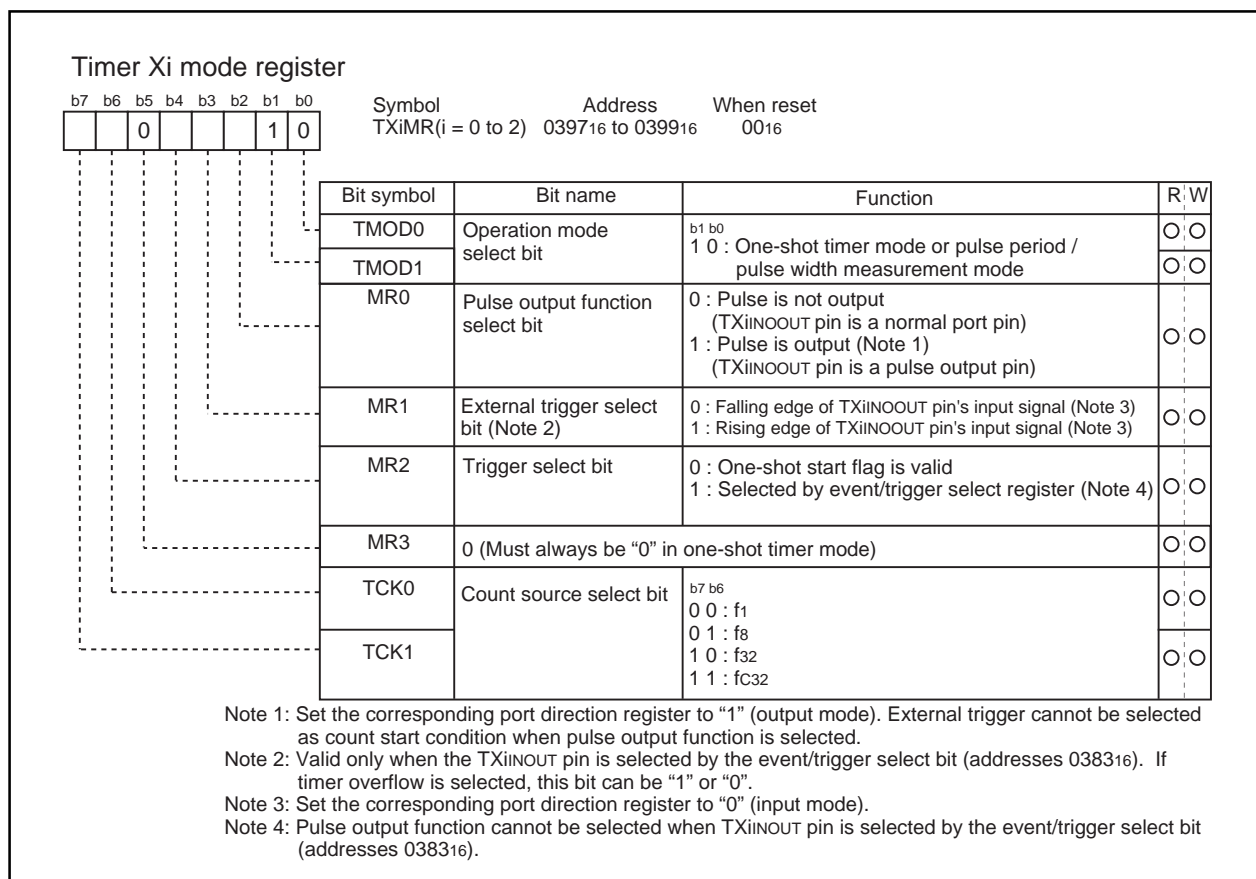 Timer Xi mode register
b7 b6 b5 b4 b3 b2 b1 b0
0 1 0
Symbol Address When reset
TXiMR(i = 0 to 2) 039716 to 039916 0016
Bit symbol Bit name Function R W
TMOD0 Operation mode select bit
TMOD1
b1 b0
1 0 : One-shot timer mode or pulse period /
pulse width measurement mode
MR0 Pulse output function select bit
0 : Pulse is not output
(TXiINOOUT pin is a normal port pin)
1 : Pulse is output (Note 1)
(TXiINOOUT pin is a pulse output pin)
MR1 External trigger select bit (Note 2)
0 : Falling edge of TXiINOOUT pin's input signal (Note 3)
1 : Rising edge of TXiINOOUT pin's input signal (Note 3)
MR2 Trigger select bit
0 : One-shot start flag is valid
1 : Selected by event/trigger select register (Note 4)
MR3 0 (Must always be “0” in one-shot timer mode)
TCK0 Count source select bit
TCK1
b7 b6
0 0 : f1
0 1 : f8
1 0 : f32
1 1 : fC32
Note 1: Set the corresponding port direction register to “1” (output mode). External trigger cannot be selected
as count start condition when pulse output function is selected.
Note 2: Valid only when the TXiINOUT pin is selected by the event/trigger select bit (addresses 038316). If
timer overflow is selected, this bit can be “1” or “0”.
Note 3: Set the corresponding port direction register to “0” (input mode).
Note 4: Pulse output function cannot be selected when TXiINOUT pin is selected by the event/trigger select bit
(addresses 038316).